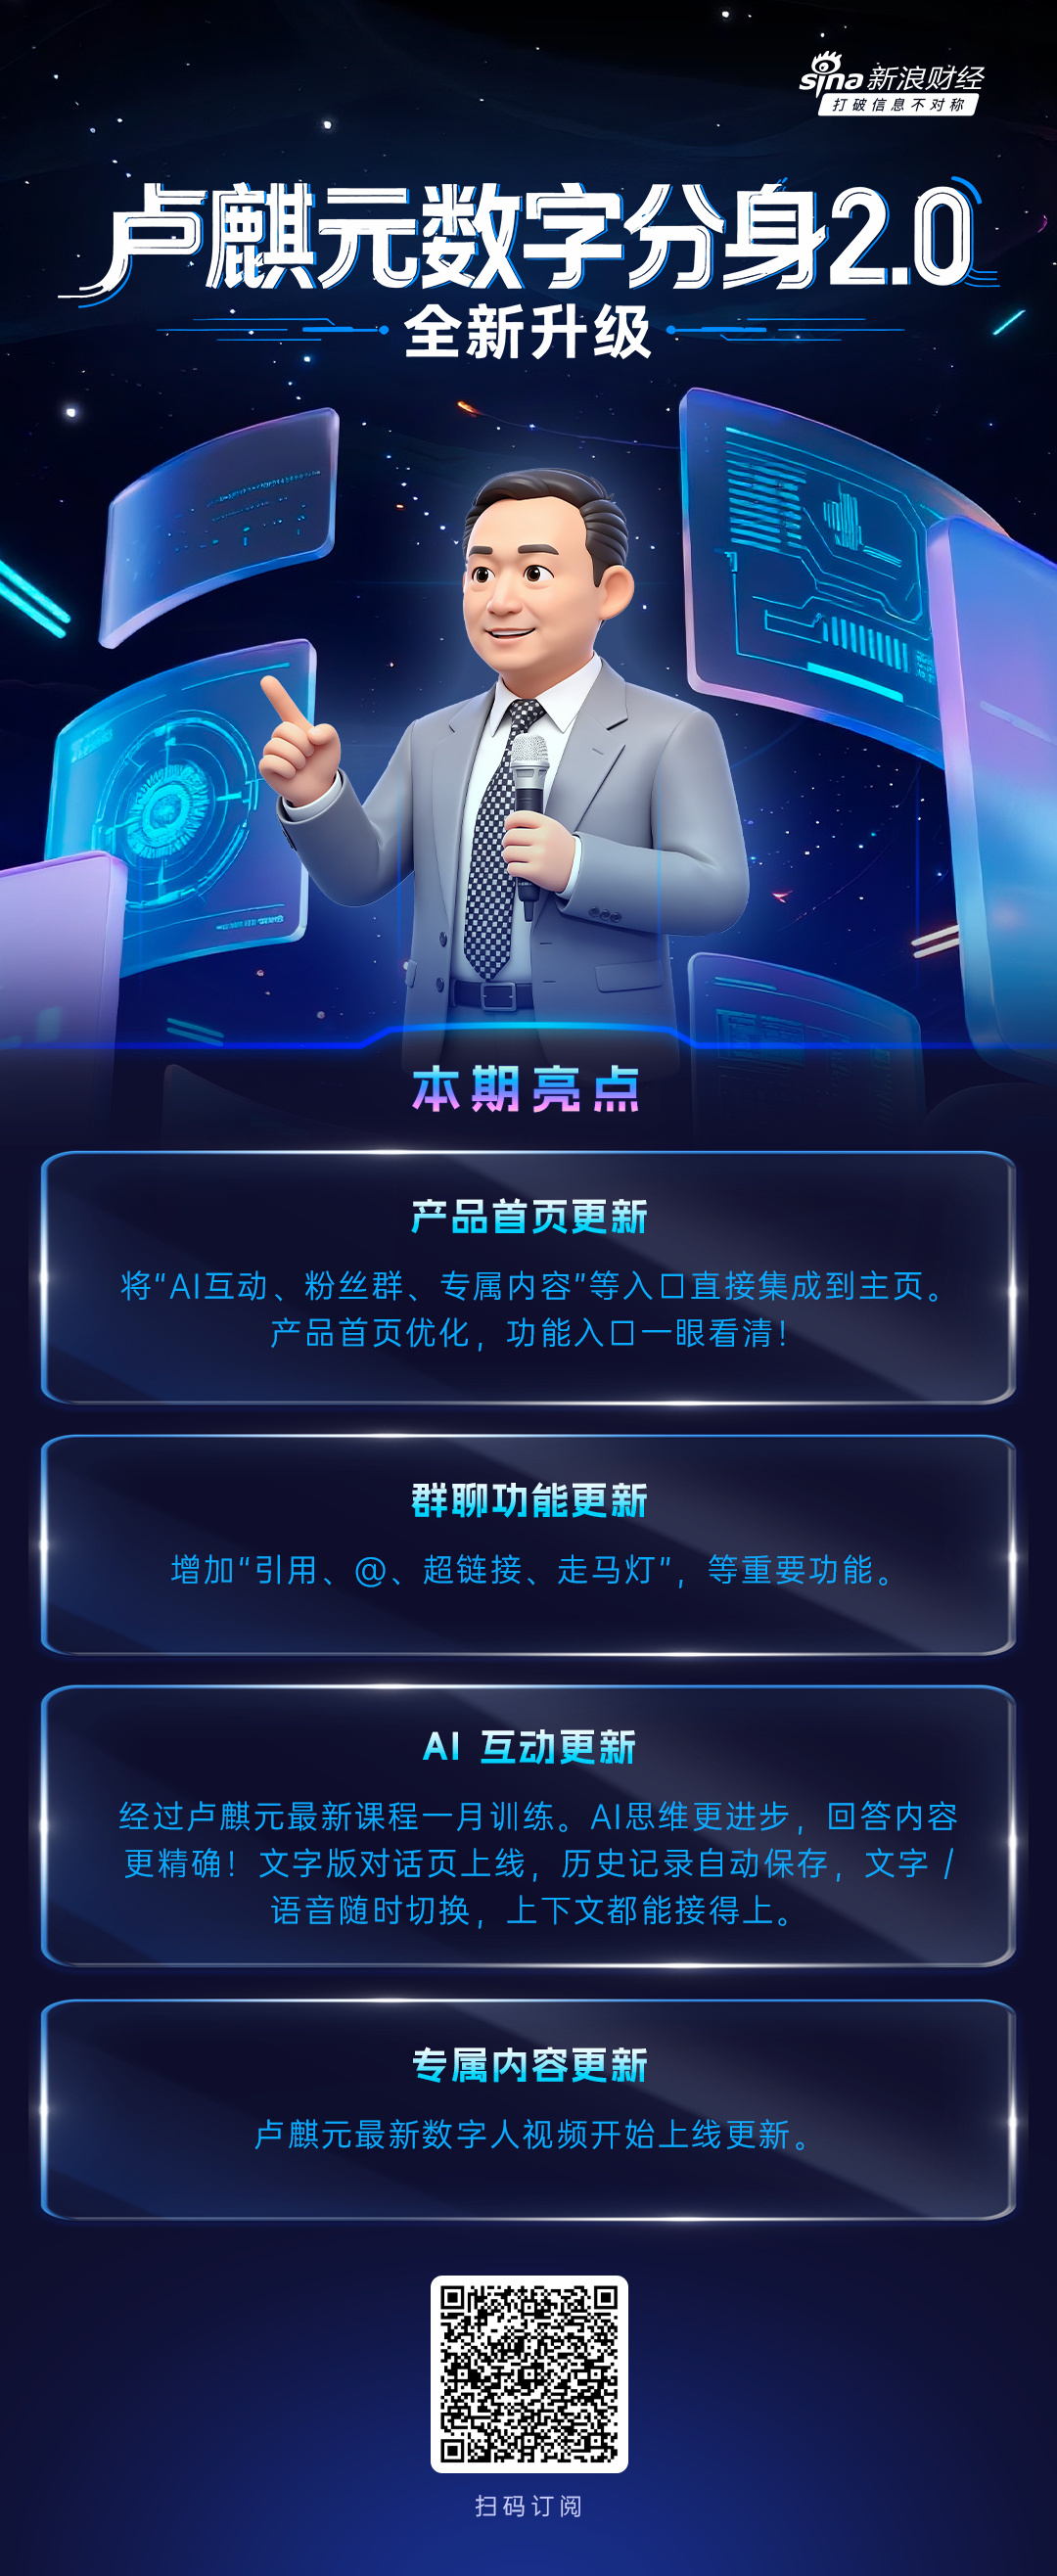 sina 新浪财经
打破信息不对称
卢麒元数字分身2.0
全新升级
本期亮点
产品首页更新
将“AI互动、粉丝群、专属内容”等入口直接集成到主页。
产品首页优化，功能入口一眼看清！
群聊功能更新
增加“引用、@、超链接、走马灯”，等重要功能。
AI 互动更新
经过卢麒元最新课程一月训练。AI思维更进步，回答内容
更精确！文字版对话页上线，历史记录自动保存，文字 /
语音随时切换，上下文都能接得上。
专属内容更新
卢麒元最新数字人视频开始上线更新。
扫码订阅